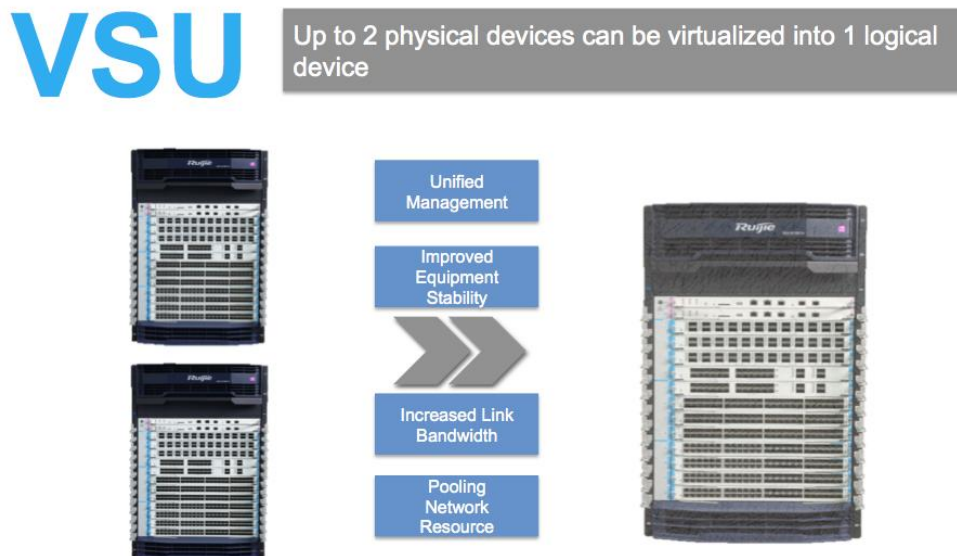 VSU
Up to 2 physical devices can be virtualized into 1 logical
device
Ruijie
Unified
Management
Improved
Equipment
Stability
Ruijie
Ruijie
Increased Link
Bandwidth
Pooling
Network
Resource